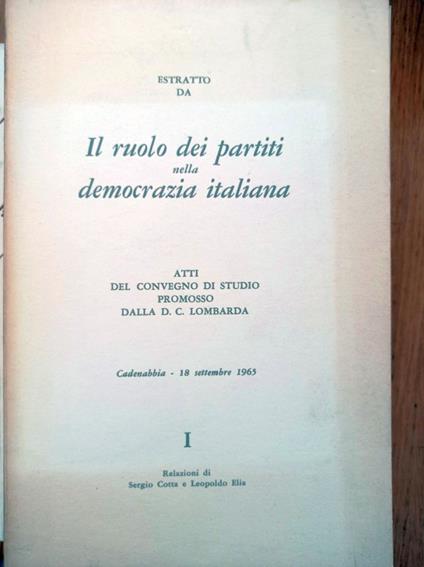 ESTRATTO
DA
Il ruolo dei partiti
nella
democrazia italiana
ATTI
DEL CONVEGNO DI STUDIO
PROMOSSO
DALLA D. C. LOMBARDA
Cadenabbia - 18 settembre 1965
I
Relazioni di
Sergio Cotta e Leopoldo Elia